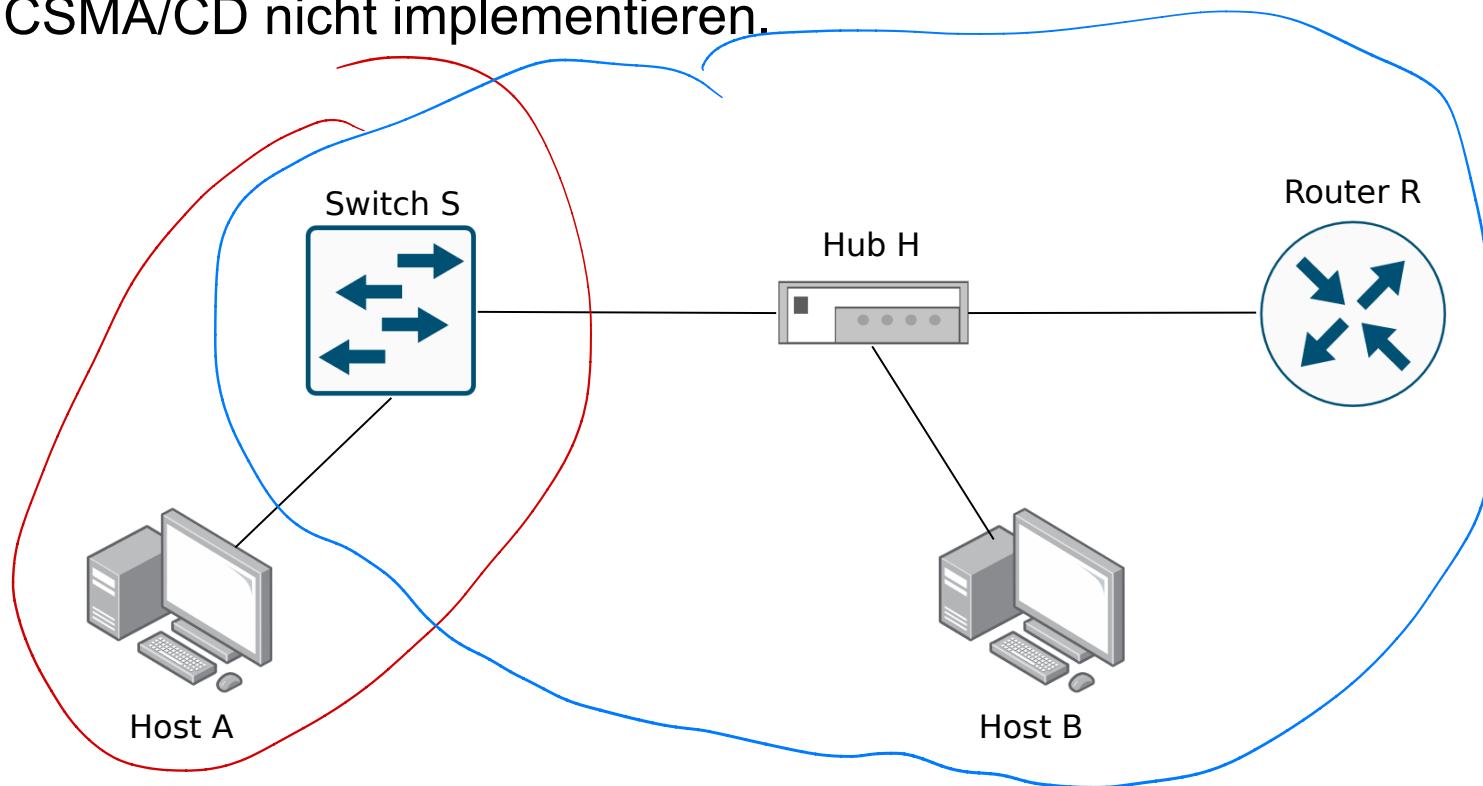 CSMA/CD nicht implementieren.
Switch S
Router R
Hub H
Host A
Host B